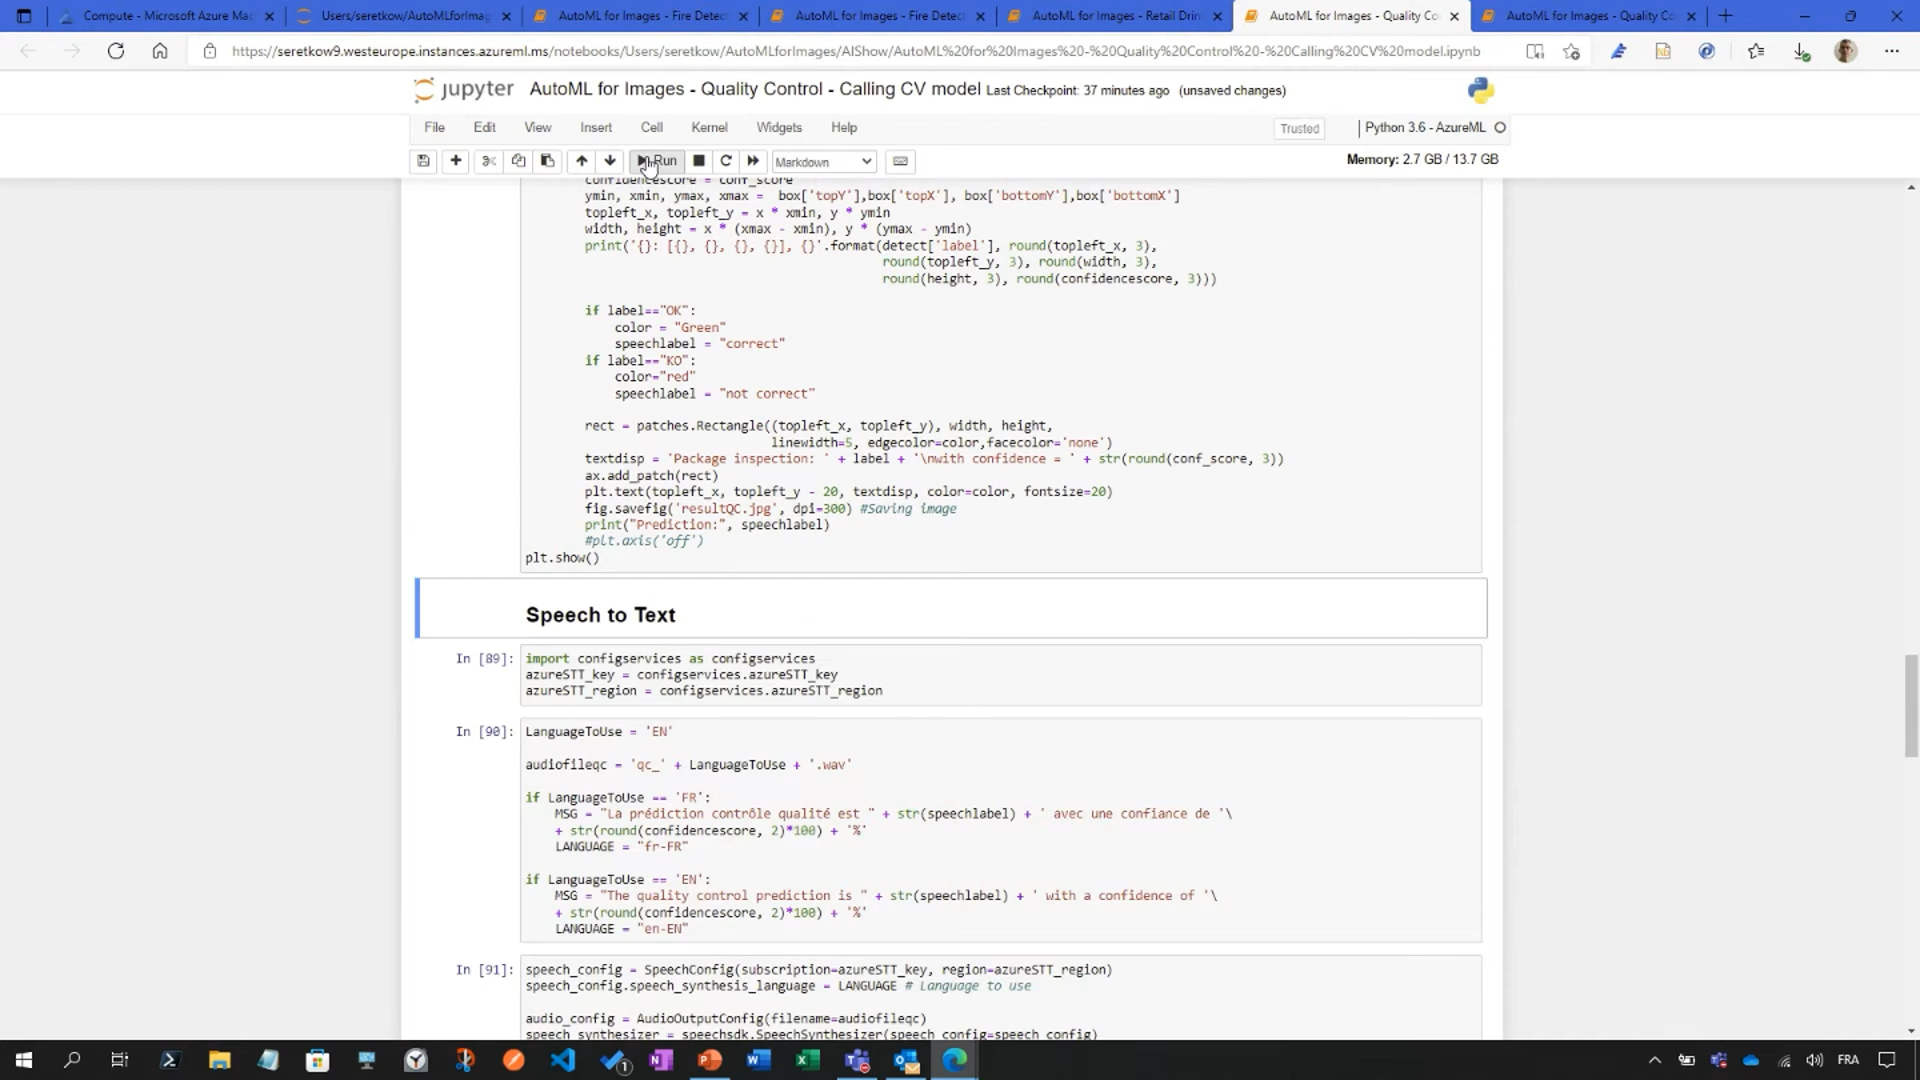 Compute - Microsoft Azure Mac
Users/seretkow/AutoMLforImag
AutoML for Images - Fire Detect
AutoML for Images - Fire Detect
AutoML for Images - Retail Drin
AutoML for Images - Quality Co
AutoML for Images - Quality Co
https://seretkow9.westeurope.instances.azureml.ms/notebooks/Users/seretkow/AutoMLforImages/AIShow/AutoML%20for%20Images%20-%20Quality%20Control%20-%20Calling%20CV%20model.ipynb
jupyter AutoML for Images - Quality Control - Calling CV model Last Checkpoint: 37 minutes ago (unsaved changes)
File Edit View Insert Cell Kernel Widgets Help Trusted Python 3.6 - AzureML
Run Markdown Memory: 2.7 GB / 13.7 GB
confidencescore = conf_score
ymin, xmin, ymax, xmax = box['topY'],box['topX'], box['bottomY'],box['bottomX']
topleft_x, topleft_y = x * xmin, y * ymin
width, height = x * (xmax - xmin), y * (ymax - ymin)
print('{}: [{}, {}, {}, {}], {}'.format(detect['label'], round(topleft_x, 3),
round(topleft_y, 3), round(width, 3),
round(height, 3), round(confidencescore, 3)))
if label=="OK":
color = "Green"
speechlabel = "correct"
if label=="KO":
color="red"
speechlabel = "not correct"
rect = patches.Rectangle((topleft_x, topleft_y), width, height,
linewidth=5, edgecolor=color,facecolor='none')
textdisp = 'Package inspection: ' + label + '\nwith confidence = ' + str(round(conf_score, 3))
ax.add_patch(rect)
plt.text(topleft_x, topleft_y - 20, textdisp, color=color, fontsize=20)
fig.savefig('resultQC.jpg', dpi=300) #Saving image
print("Prediction:", speechlabel)
#plt.axis('off')
plt.show()
Speech to Text
In [89]: import configservices as configservices
azureSTT_key = configservices.azureSTT_key
azureSTT_region = configservices.azureSTT_region
In [90]: LanguageToUse = 'EN'
audiofileqc = 'qc_' + LanguageToUse + '.wav'
if LanguageToUse == 'FR':
MSG = "La prédiction contrôle qualité est " + str(speechlabel) + ' avec une confiance de '\
+ str(round(confidencescore, 2)*100) + '%'
LANGUAGE = "fr-FR"
if LanguageToUse == 'EN':
MSG = "The quality control prediction is " + str(speechlabel) + ' with a confidence of '\
+ str(round(confidencescore, 2)*100) + '%'
LANGUAGE = "en-EN"
In [91]: speech_config = SpeechConfig(subscription=azureSTT_key, region=azureSTT_region)
speech_config.speech_synthesis_language = LANGUAGE # Language to use
audio_config = AudioOutputConfig(filename=audiofileqc)
speech_synthesizer = speechsdk.SpeechSynthesizer(speech_config=speech_config)
1
FRA